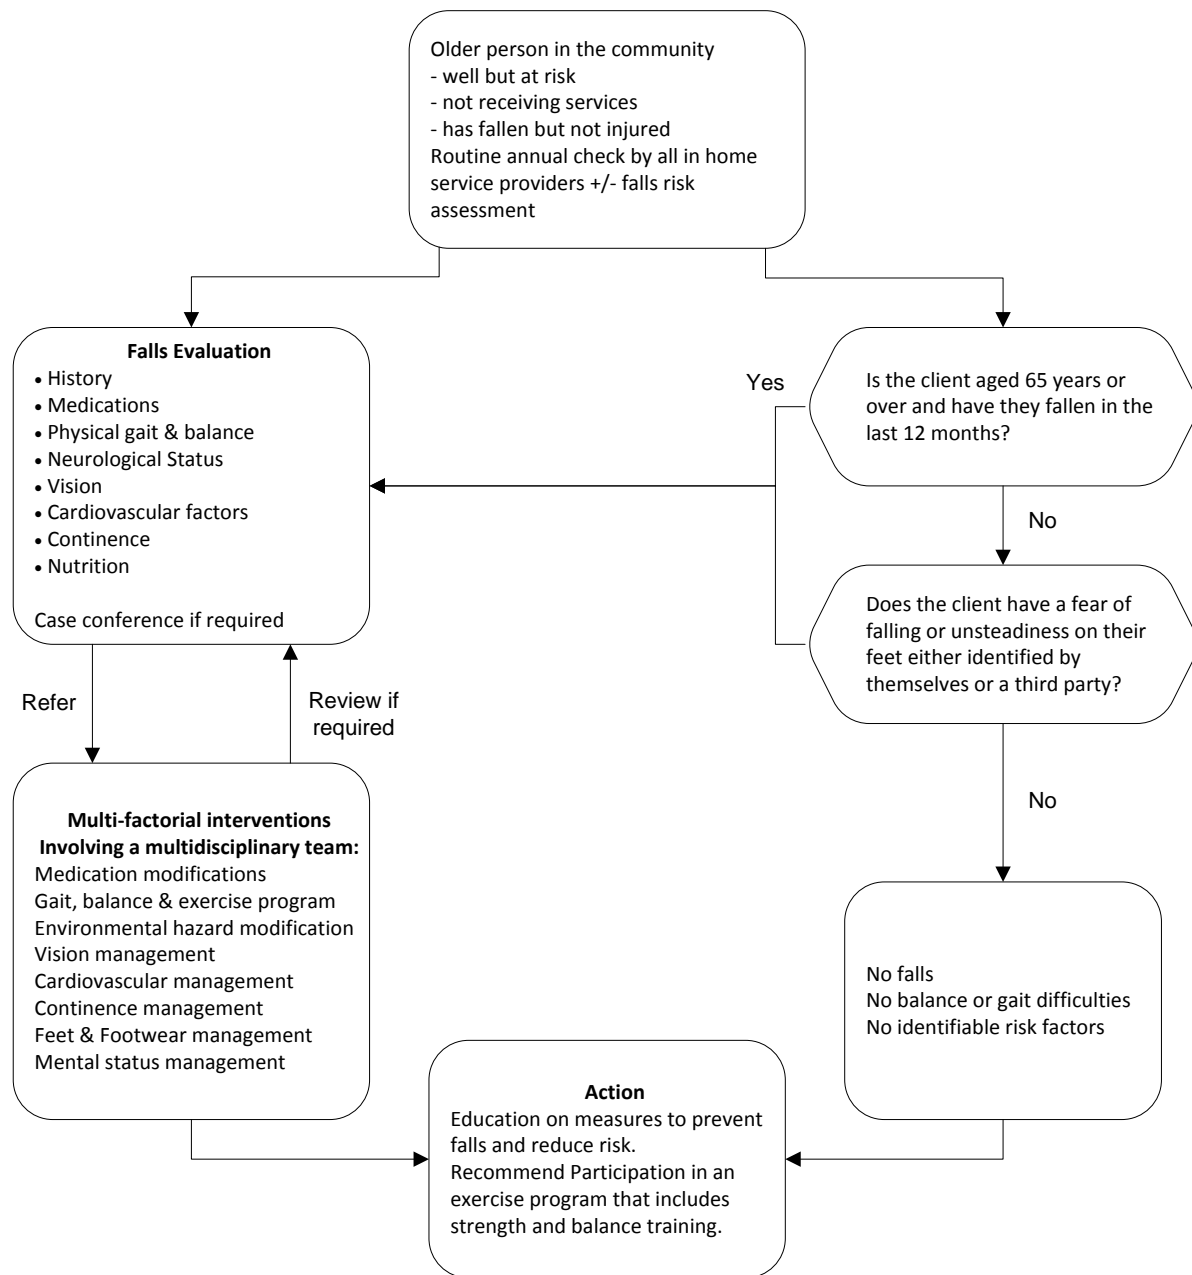 Older person in the community
- well but at risk
- not receiving services
- has fallen but not injured
Routine annual check by all in home
service providers +/- falls risk
assessment
Falls Evaluation
• History
• Medications
• Physical gait & balance
• Neurological Status
• Vision
• Cardiovascular factors
• Continence
• Nutrition
Case conference if required
Yes
Is the client aged 65 years or
over and have they fallen in the
last 12 months?
No
Does the client have a fear of
falling or unsteadiness on their
feet either identified by
themselves or a third party?
Refer
Review if
required
No
Multi-factorial interventions
Involving a multidisciplinary team:
Medication modifications
Gait, balance & exercise program
Environmental hazard modification
Vision management
Cardiovascular management
Continence management
Feet & Footwear management
Mental status management
No falls
No balance or gait difficulties
No identifiable risk factors
Action
Education on measures to prevent
falls and reduce risk.
Recommend Participation in an
exercise program that includes
strength and balance training.